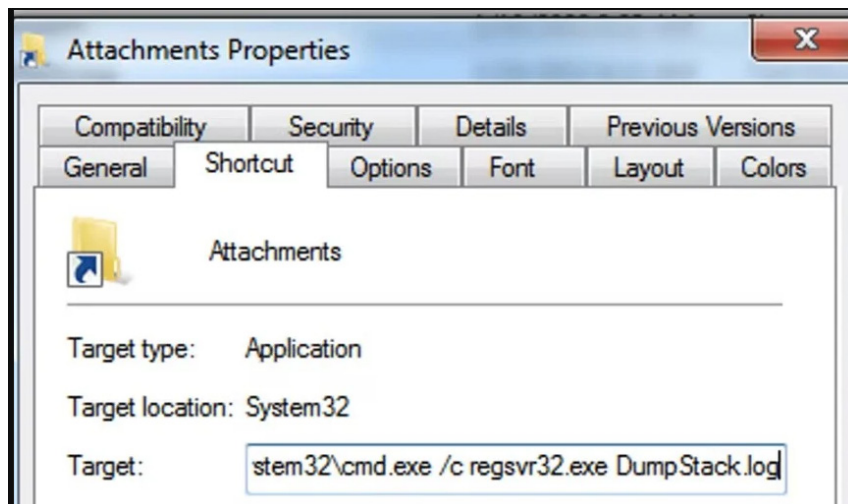 Attachments Properties
Compatibility Security Details Previous Versions
General Shortcut Options Font Layout Colors
Attachments
Target type: Application
Target location: System32
Target: stem32\cmd.exe /c regsvr32.exe DumpStack.log